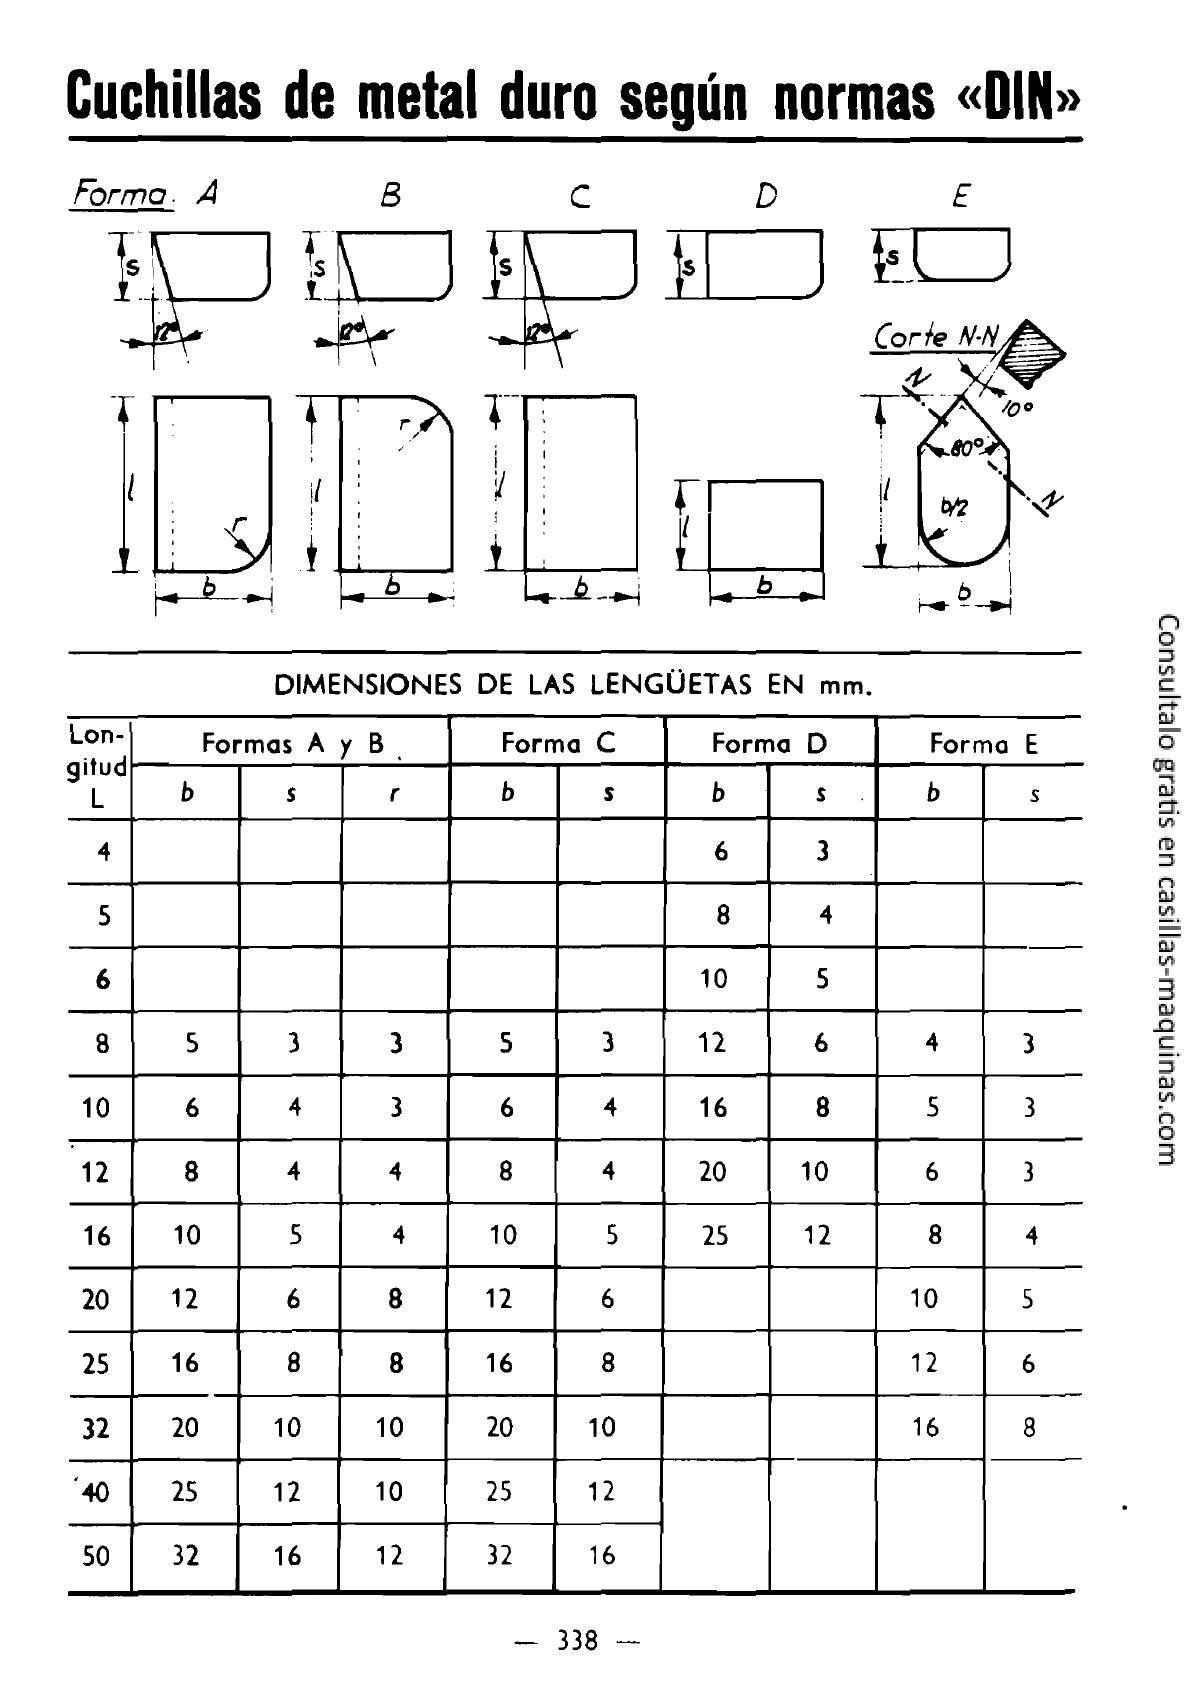 Cuchillas de metal duro según normas «DIN»
Forma. A B C D E
s s s s s
12° 12° 12°
Corte N-N
N
10°
r
80°
l l l l l
b/2
N
r
b b b b b
DIMENSIONES DE LAS LENGÜETAS EN mm.
Lon-
gitud
L
Formas A y B Forma C Forma D Forma E
b s r b s b s b s
4 6 3
5 8 4
6 10 5
8 5 3 3 5 3 12 6 4 3
10 6 4 3 6 4 16 8 5 3
12 8 4 4 8 4 20 10 6 3
16 10 5 4 10 5 25 12 8 4
20 12 6 8 12 6 10 5
25 16 8 8 16 8 12 6
32 20 10 10 20 10 16 8
40 25 12 10 25 12
50 32 16 12 32 16
— 338 —
Consultalo gratis en casillas-maquinas.com